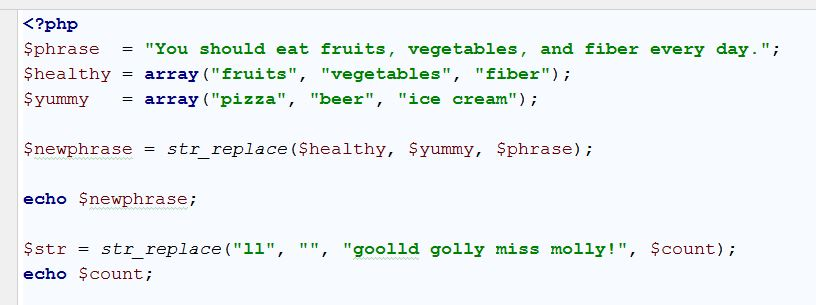 <?php
$phrase  = "You should eat fruits, vegetables, and fiber every day.";
$healthy = array("fruits", "vegetables", "fiber");
$yummy   = array("pizza", "beer", "ice cream");
$newphrase = str_replace($healthy, $yummy, $phrase);
echo $newphrase;
$str = str_replace("ll", "", "goolld golly miss molly!", $count);
echo $count;